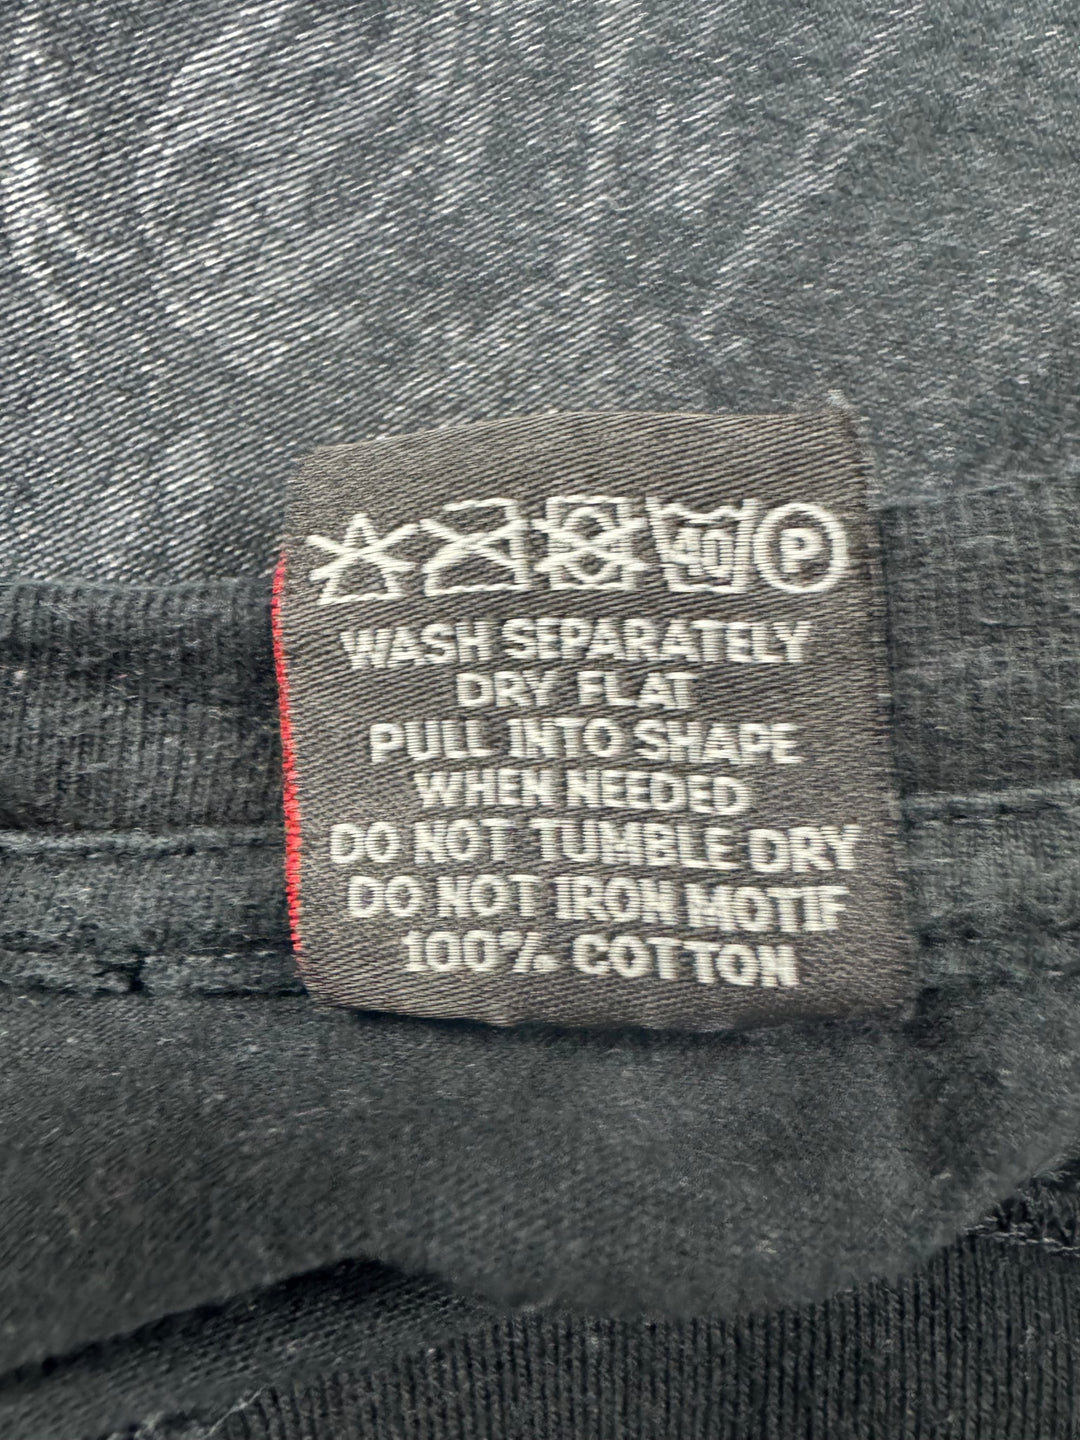 40 P
WASH SEPARATELY
DRY FLAT
PULL INTO SHAPE
WHEN NEEDED
DO NOT TUMBLE DRY
DO NOT IRON MOTIF
100% COTTON